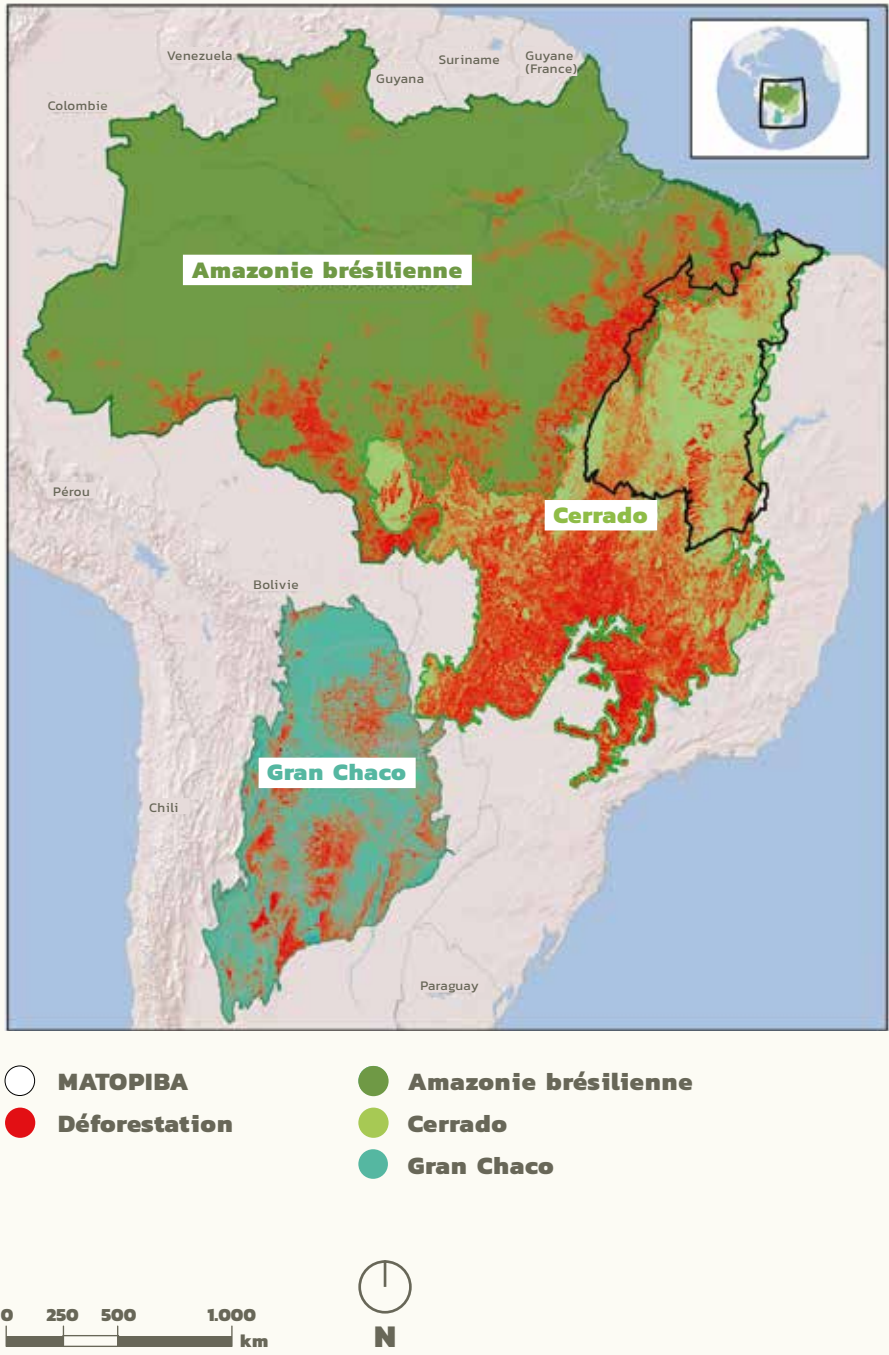 Venezuela
Suriname
Guyane
(France)
Guyana
Colombie
Amazonie brésilienne
Pérou
Cerrado
Bolivie
Gran Chaco
Chili
Paraguay
MATOPIBA
Déforestation
Amazonie brésilienne
Cerrado
Gran Chaco
0 250 500 1.000
km
N